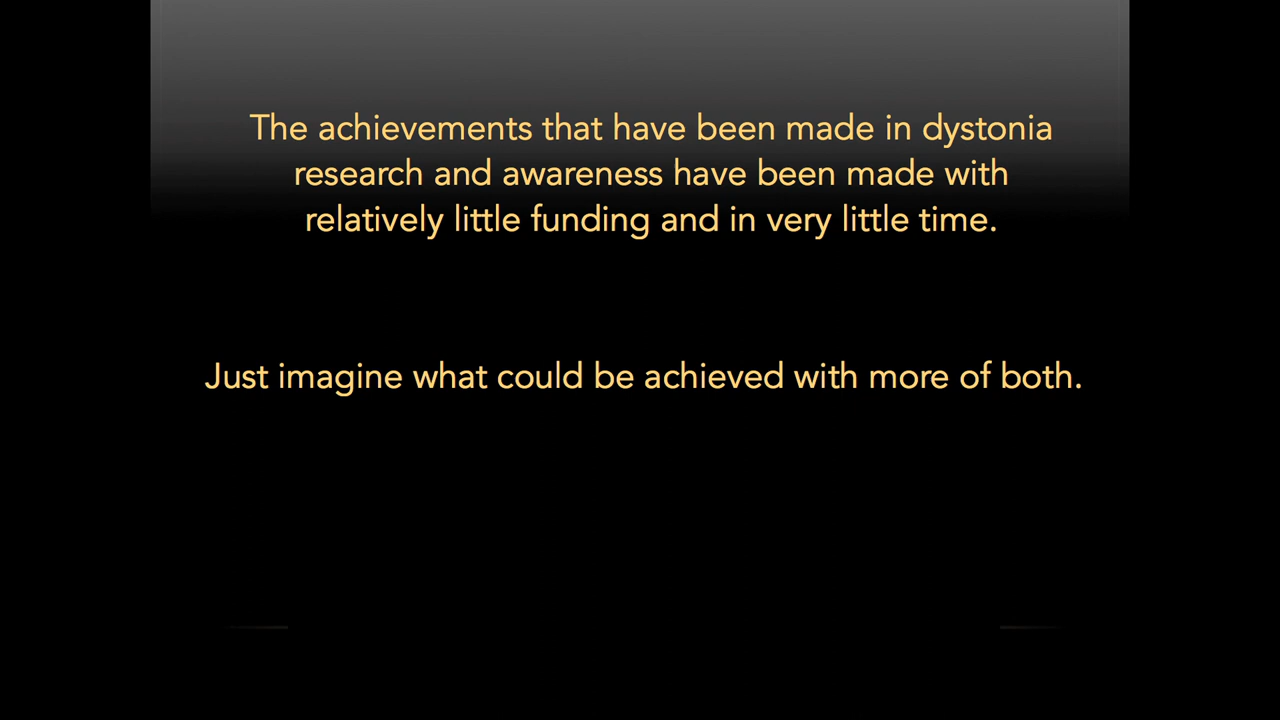 The achievements that have been made in dystonia
research and awareness have been made with
relatively little funding and in very little time.
Just imagine what could be achieved with more of both.